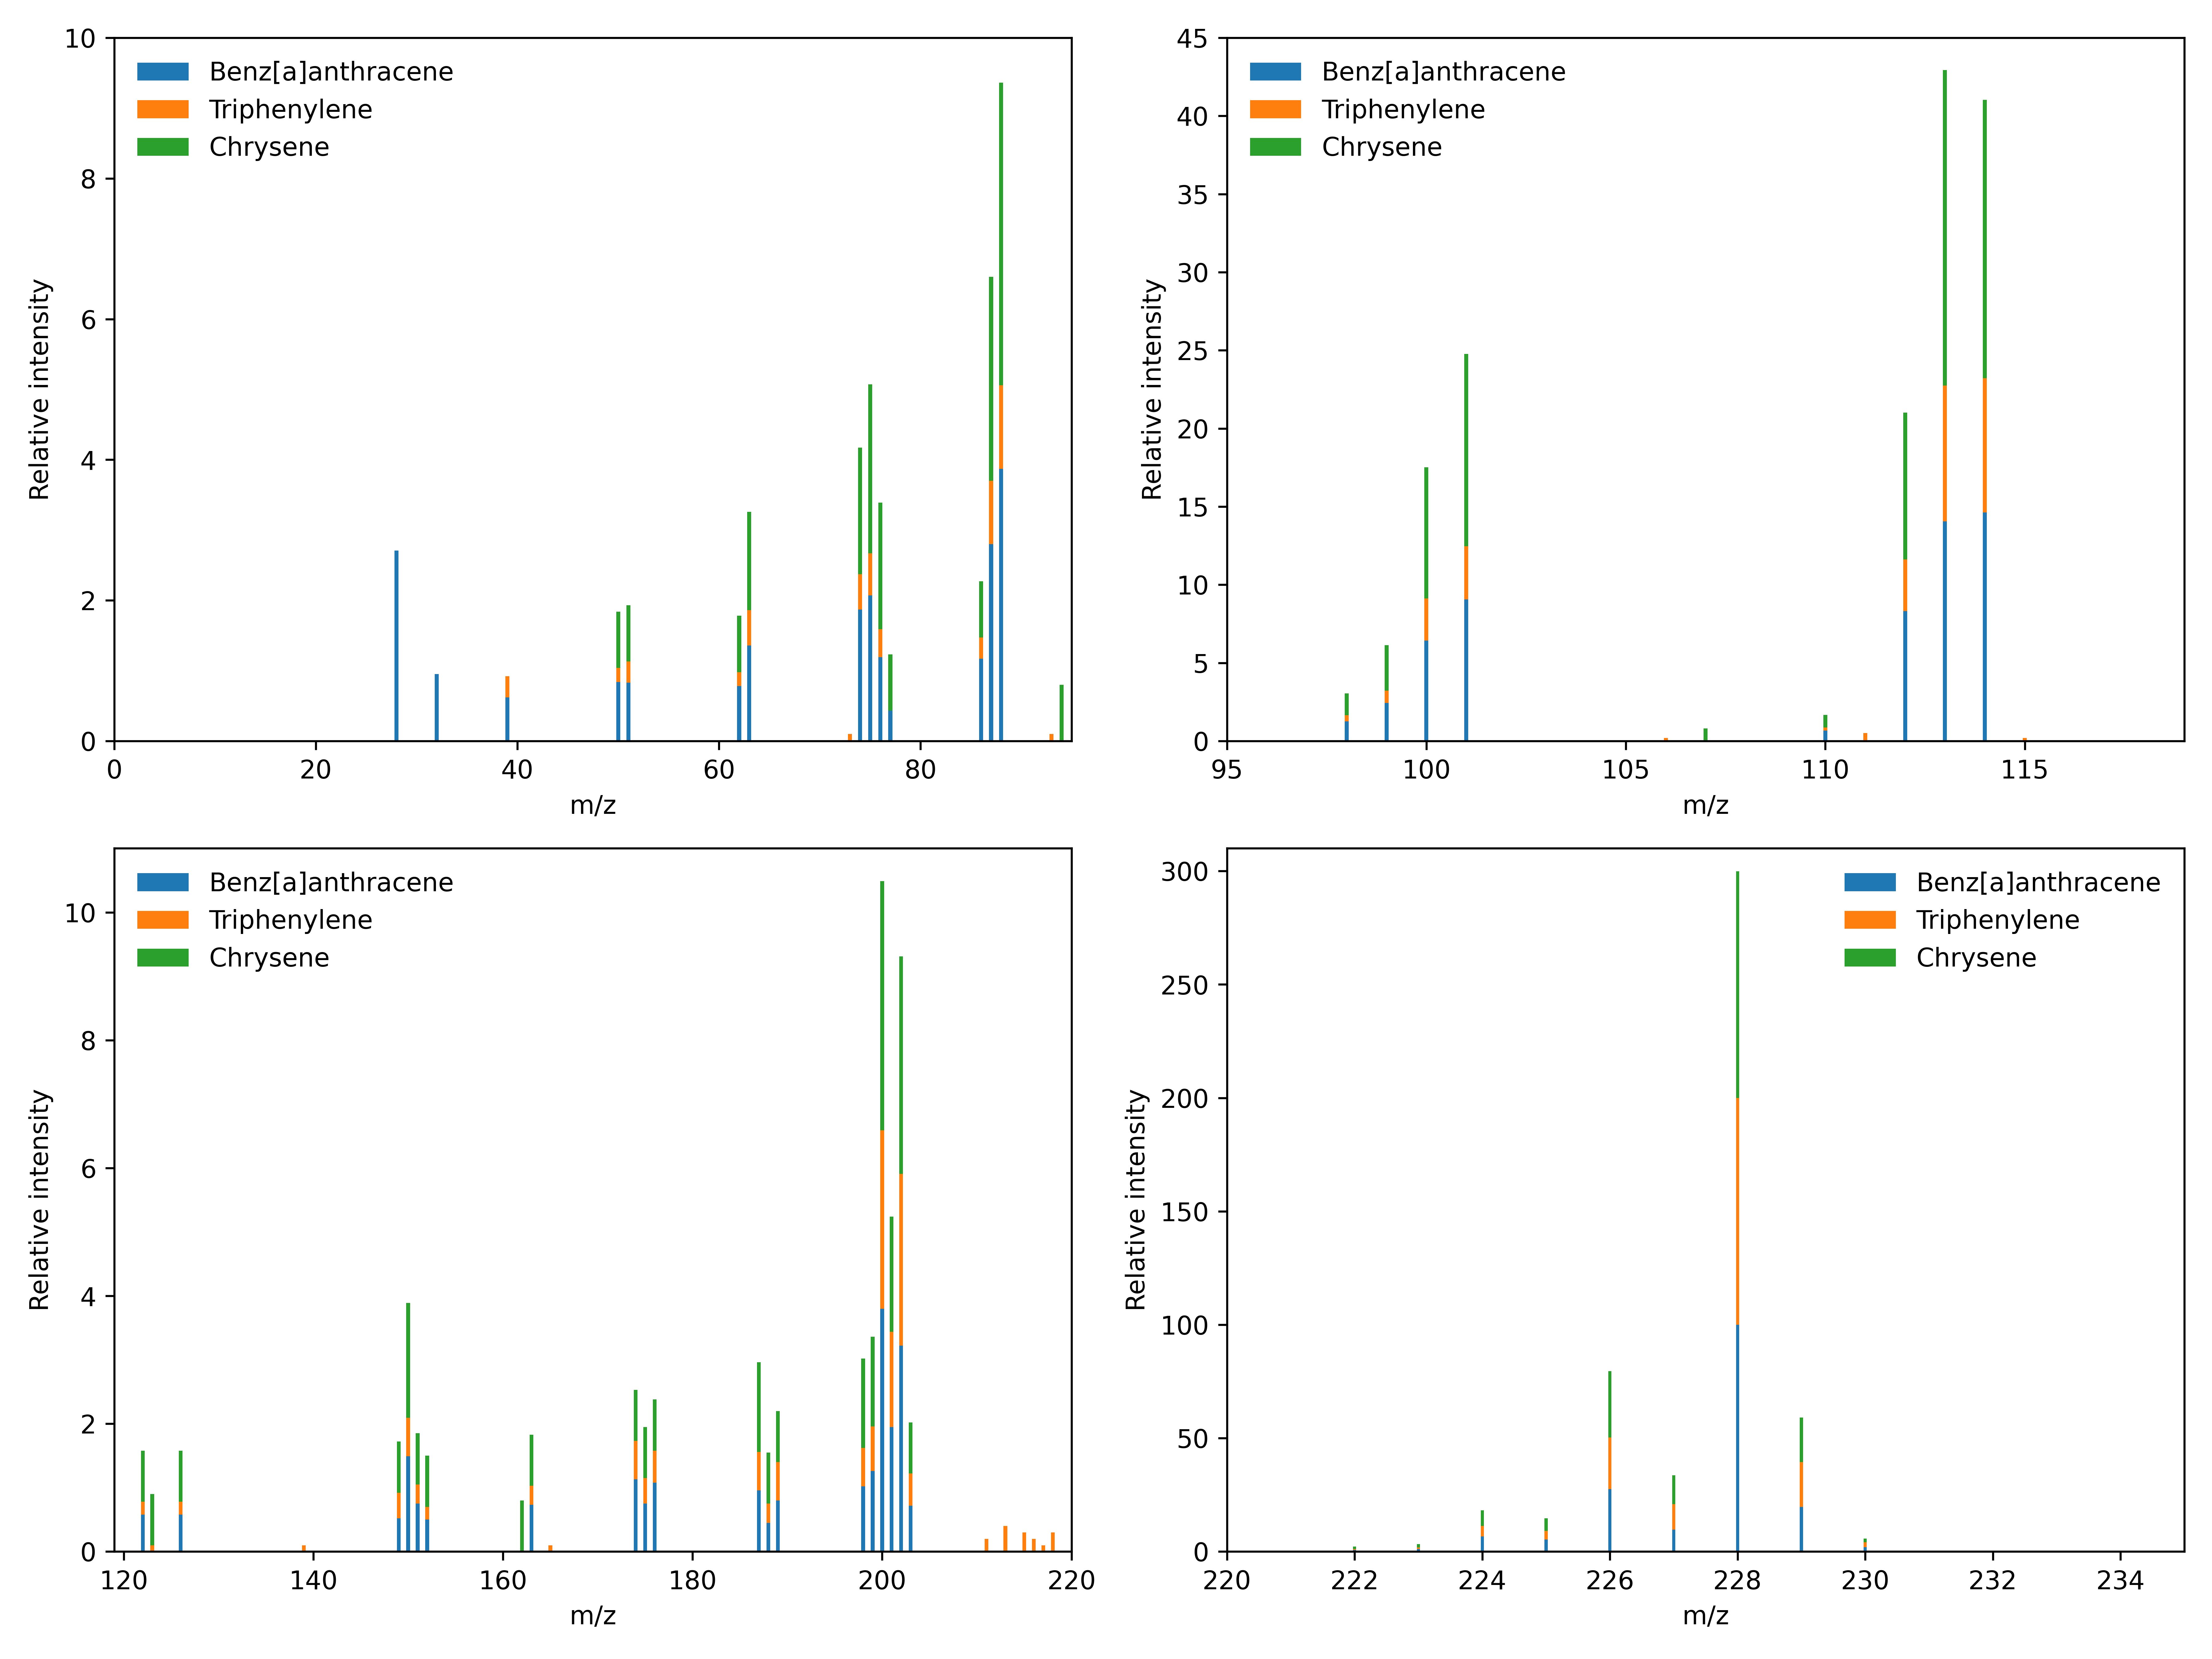 10
8
6
4
2
0
Relative intensity
Benz[a]anthracene
Triphenylene
Chrysene
0 20 40 60 80
m/z
45
40
35
30
25
20
15
10
5
0
Relative intensity
Benz[a]anthracene
Triphenylene
Chrysene
95 100 105 110 115
m/z
10
8
6
4
2
0
Relative intensity
Benz[a]anthracene
Triphenylene
Chrysene
120 140 160 180 200 220
m/z
300
250
200
150
100
50
0
Relative intensity
Benz[a]anthracene
Triphenylene
Chrysene
220 222 224 226 228 230 232 234
m/z